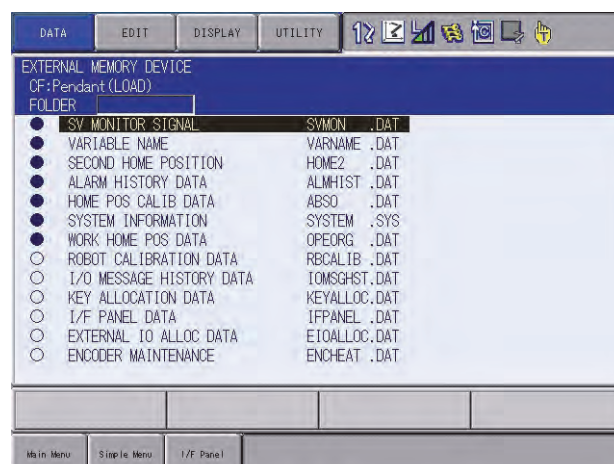 DATA EDIT DISPLAY UTILITY
EXTERNAL MEMORY DEVICE
CF:Pendant(LOAD)
FOLDER
SV MONITOR SIGNAL SVMON .DAT
VARIABLE NAME VARNAME .DAT
SECOND HOME POSITION HOME2 .DAT
ALARM HISTORY DATA ALMHIST .DAT
HOME POS CALIB DATA ABSO .DAT
SYSTEM INFORMATION SYSTEM .SYS
WORK HOME POS DATA OPEORG .DAT
ROBOT CALIBRATION DATA RBCALIB .DAT
I/O MESSAGE HISTORY DATA IOMSGHST.DAT
KEY ALLOCATION DATA KEYALLOC.DAT
I/F PANEL DATA IFPANEL .DAT
EXTERNAL IO ALLOC DATA EIOALLOC.DAT
ENCODER MAINTENANCE ENCHEAT .DAT
Main Menu Simple Menu I/F Panel